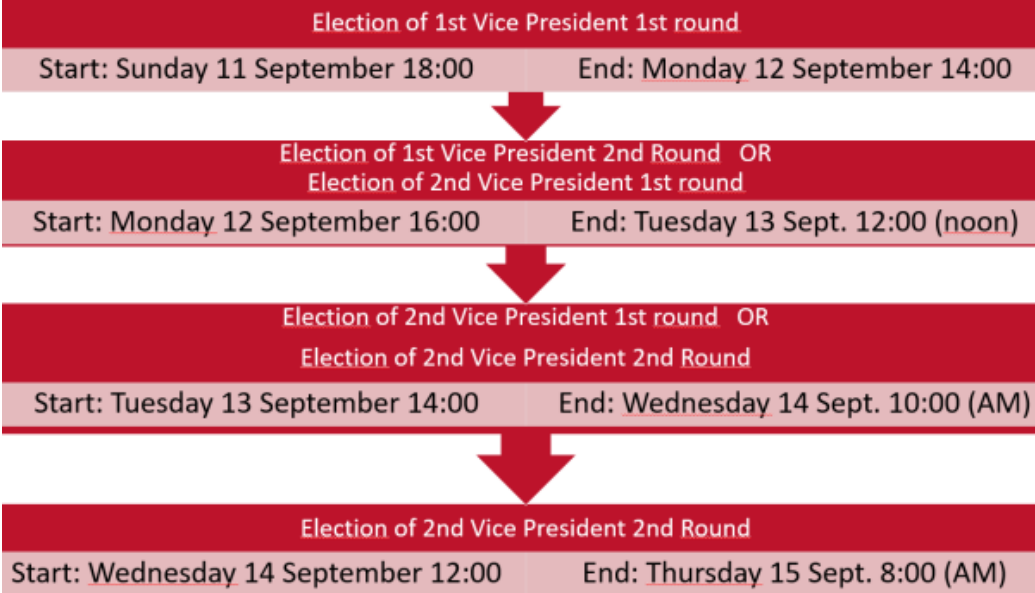 Election of 1st Vice President 1st round
Start: Sunday 11 September 18:00 End: Monday 12 September 14:00
Election of 1st Vice President 2nd Round OR
Election of 2nd Vice President 1st round
Start: Monday 12 September 16:00 End: Tuesday 13 Sept. 12:00 (noon)
Election of 2nd Vice President 1st round OR
Election of 2nd Vice President 2nd Round
Start: Tuesday 13 September 14:00 End: Wednesday 14 Sept. 10:00 (AM)
Election of 2nd Vice President 2nd Round
Start: Wednesday 14 September 12:00 End: Thursday 15 Sept. 8:00 (AM)